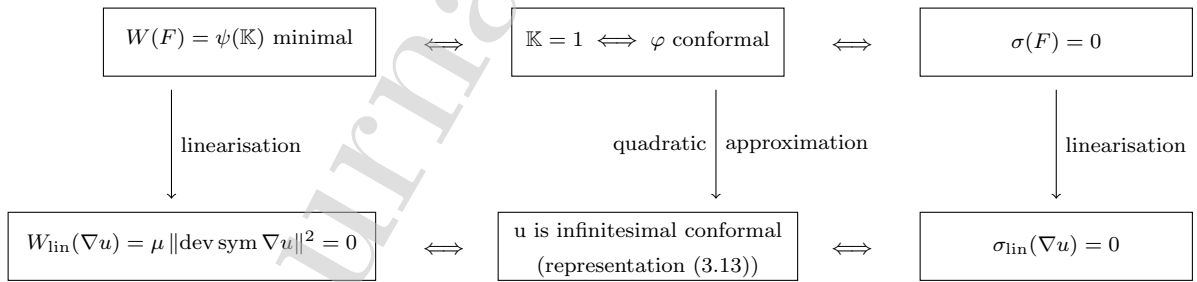 W(F) = ψ(𝕂) minimal ⟺ 𝕂 = 1 ⟺ φ conformal ⟺ σ(F) = 0
linearisation quadratic approximation linearisation
W_lin(∇u) = μ ‖dev sym ∇u‖² = 0 ⟺ u is infinitesimal conformal ⟺ σ_lin(∇u) = 0
(representation (3.13))